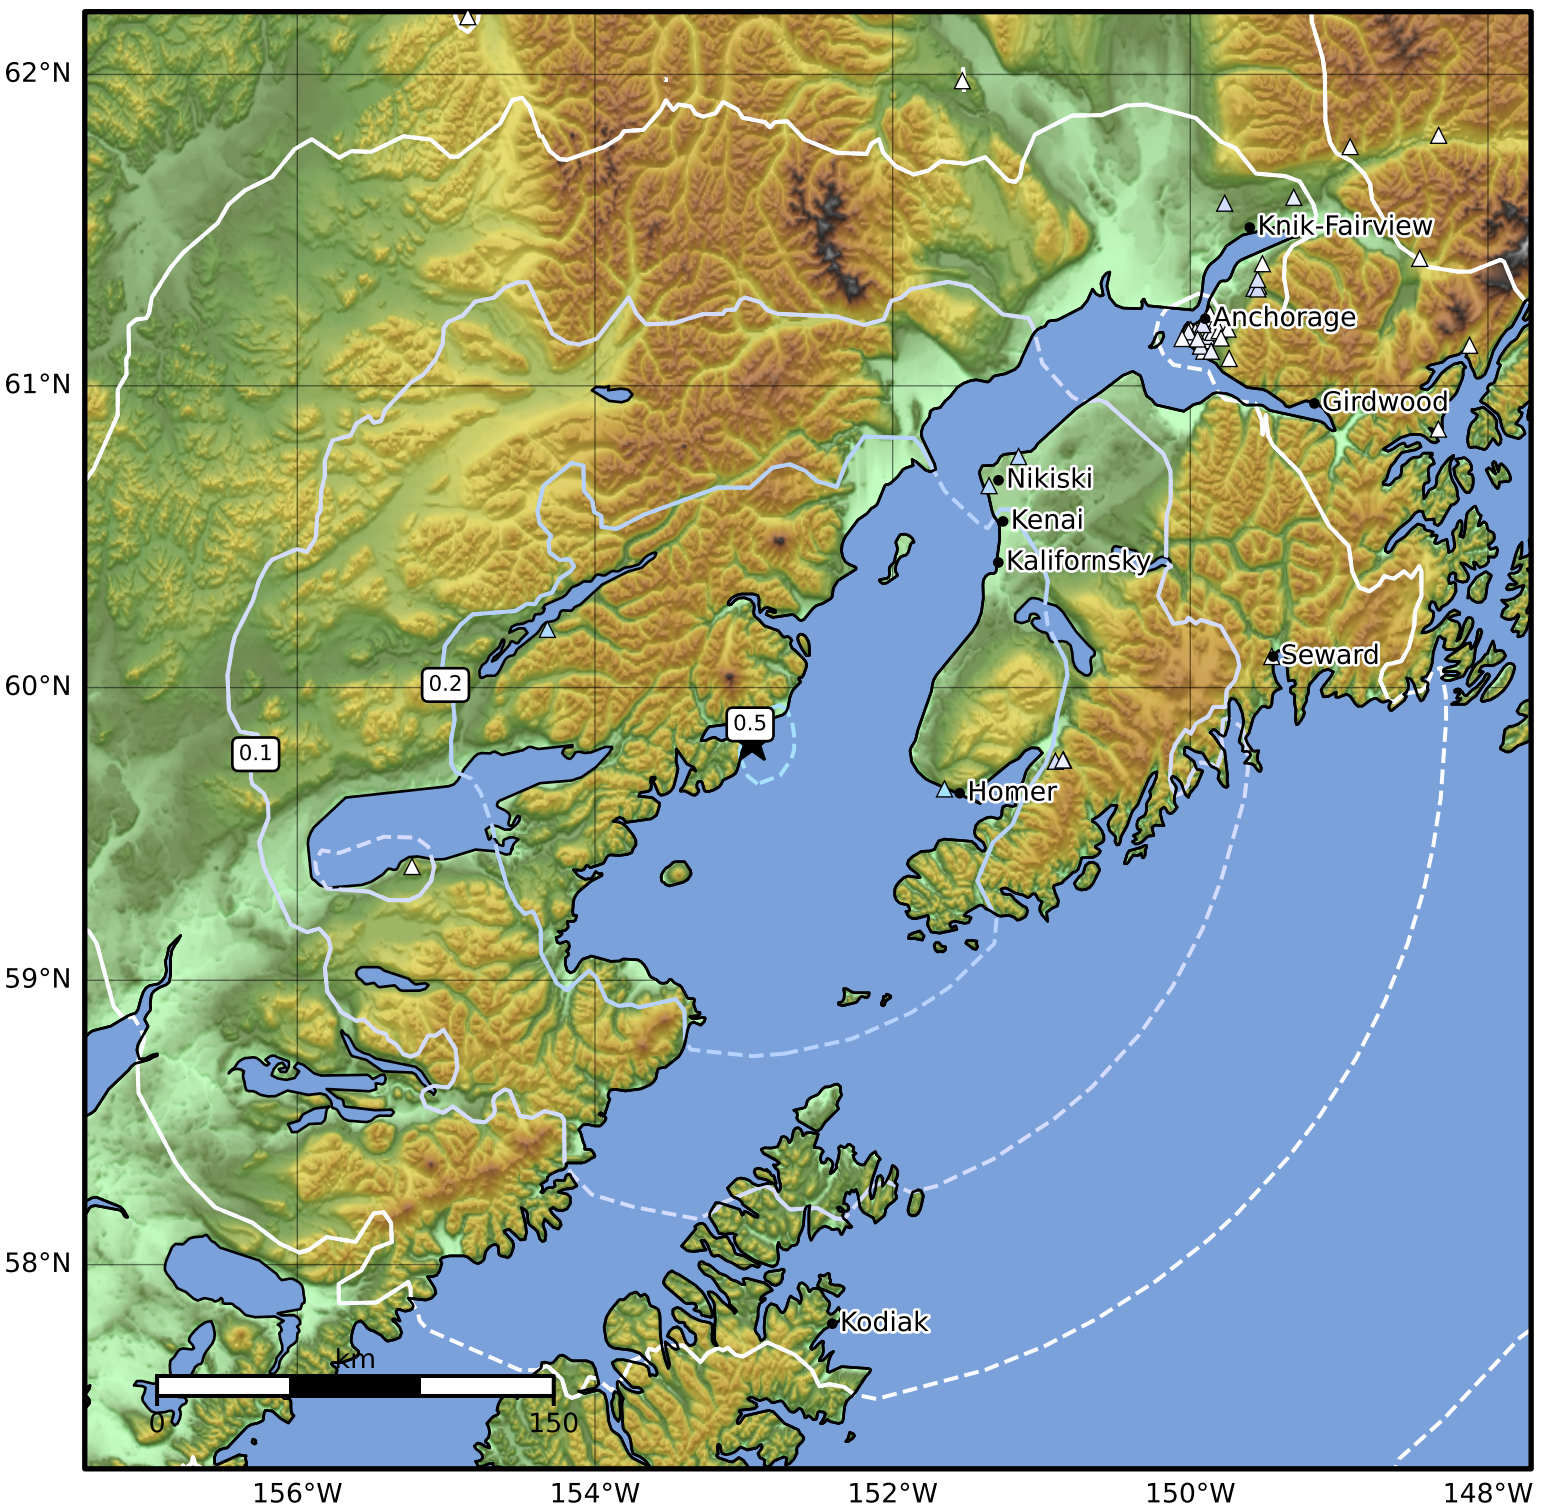 62°N
Knik-Fairview
Anchorage
61°N
Girdwood
Nikiski
Kenai
Kalifornsky
Seward
60°N
0.2
0.5
0.1
Homer
59°N
58°N
Kodiak
km
0
150
156°W
154°W
152°W
150°W
148°W